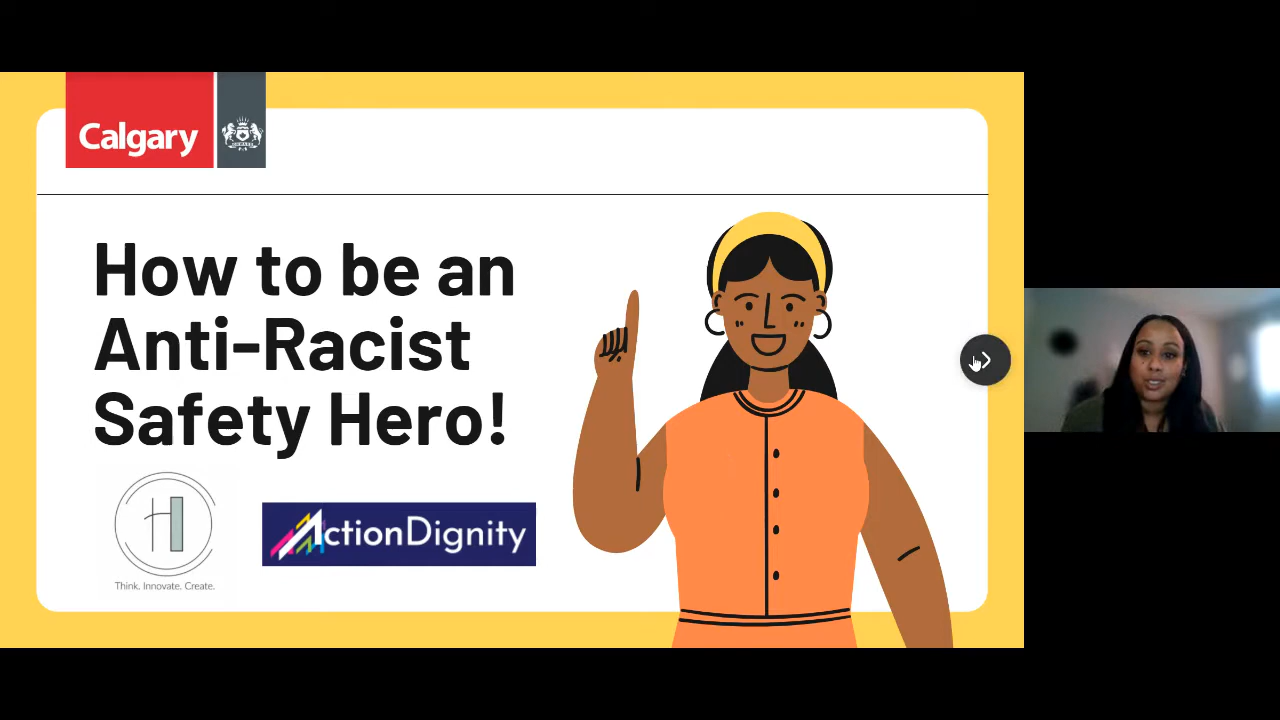 Calgary
How to be an
Anti-Racist
Safety Hero!
Think. Innovate. Create.
ActionDignity